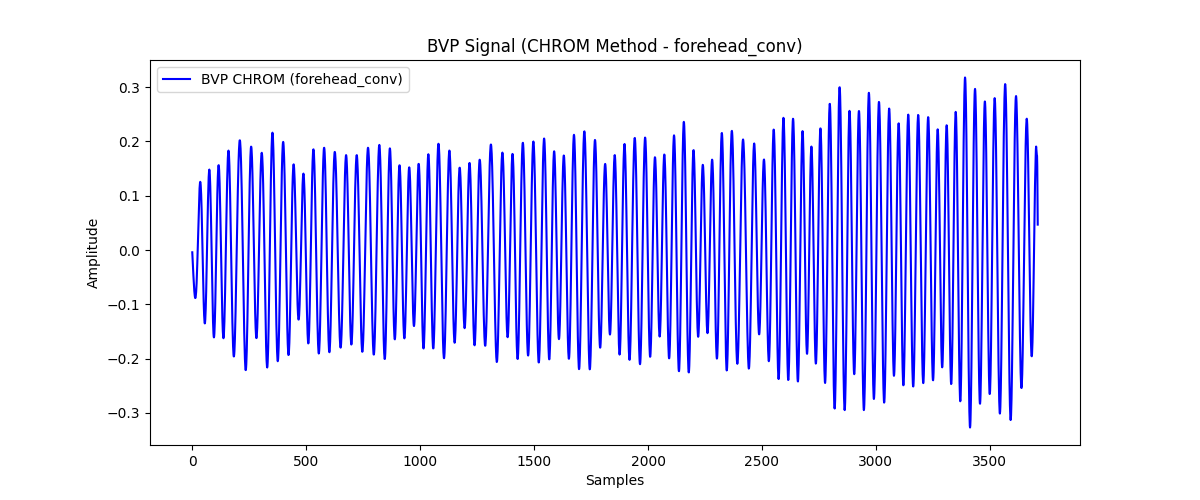 BVP Signal (CHROM Method - forehead_conv)
BVP CHROM (forehead_conv)
0.3
0.2
0.1
0.0
−0.1
−0.2
−0.3
Amplitude
0 500 1000 1500 2000 2500 3000 3500
Samples